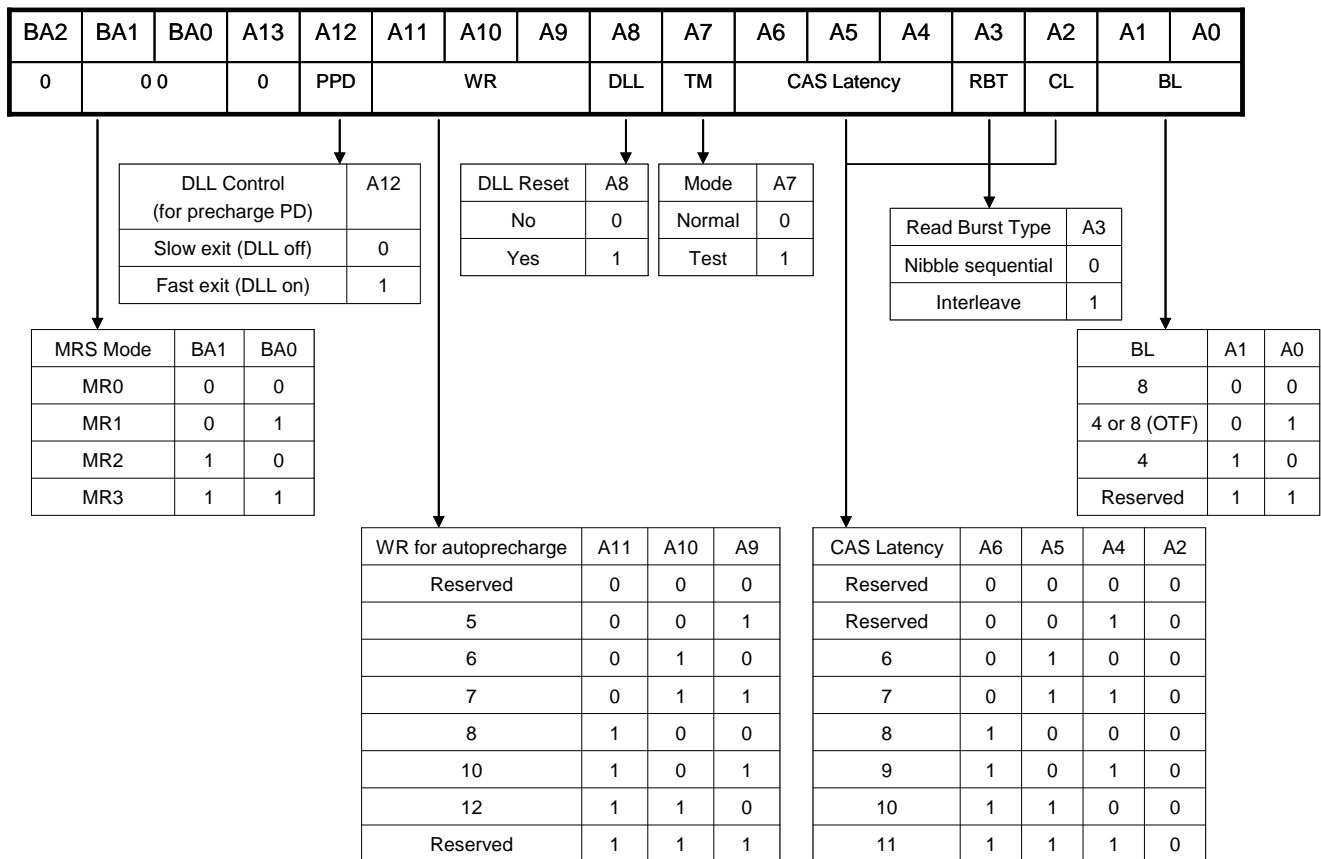 BA2 BA1 BA0 A13 A12 A11 A10 A9 A8 A7 A6 A5 A4 A3 A2 A1 A0
0 0 0 0 PPD WR DLL TM CAS Latency RBT CL BL
DLL Control A12
(for precharge PD)
Slow exit (DLL off) 0
Fast exit (DLL on) 1
DLL Reset A8
No 0
Yes 1
Mode A7
Normal 0
Test 1
Read Burst Type A3
Nibble sequential 0
Interleave 1
MRS Mode BA1 BA0
MR0 0 0
MR1 0 1
MR2 1 0
MR3 1 1
BL A1 A0
8 0 0
4 or 8 (OTF) 0 1
4 1 0
Reserved 1 1
WR for autoprecharge A11 A10 A9
Reserved 0 0 0
5 0 0 1
6 0 1 0
7 0 1 1
8 1 0 0
10 1 0 1
12 1 1 0
Reserved 1 1 1
CAS Latency A6 A5 A4 A2
Reserved 0 0 0 0
Reserved 0 0 1 0
6 0 1 0 0
7 0 1 1 0
8 1 0 0 0
9 1 0 1 0
10 1 1 0 0
11 1 1 1 0